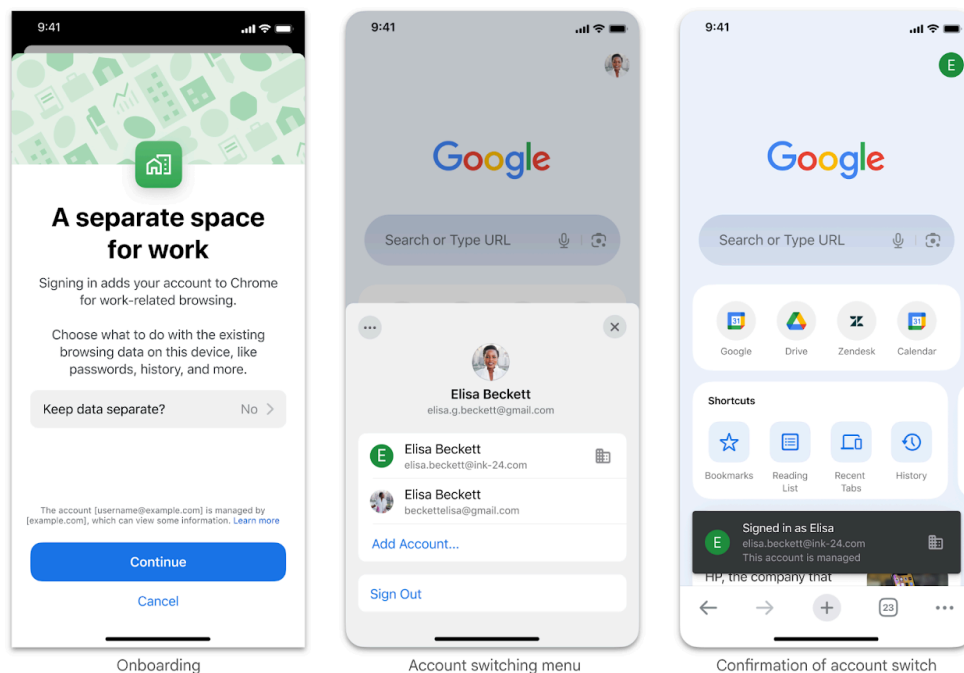 9:41
A separate space
for work
Signing in adds your account to Chrome
for work-related browsing.
Choose what to do with the existing
browsing data on this device, like
passwords, history, and more.
Keep data separate? No
The account [username@example.com] is managed by
[example.com], which can view some information. Learn more
Continue
Cancel
Onboarding
9:41
Google
Search or Type URL
Elisa Beckett
elisa.g.beckett@gmail.com
E
Elisa Beckett
elisa.beckett@ink-24.com
Elisa Beckett
beckettelisa@gmail.com
Add Account...
Sign Out
Account switching menu
9:41
E
Google
Search or Type URL
31
31
Google Drive Zendesk Calendar
Shortcuts
Bookmarks Reading List Recent Tabs History
E
Signed in as Elisa
elisa.beckett@ink-24.com
This account is managed
HP, the company that
23
Confirmation of account switch